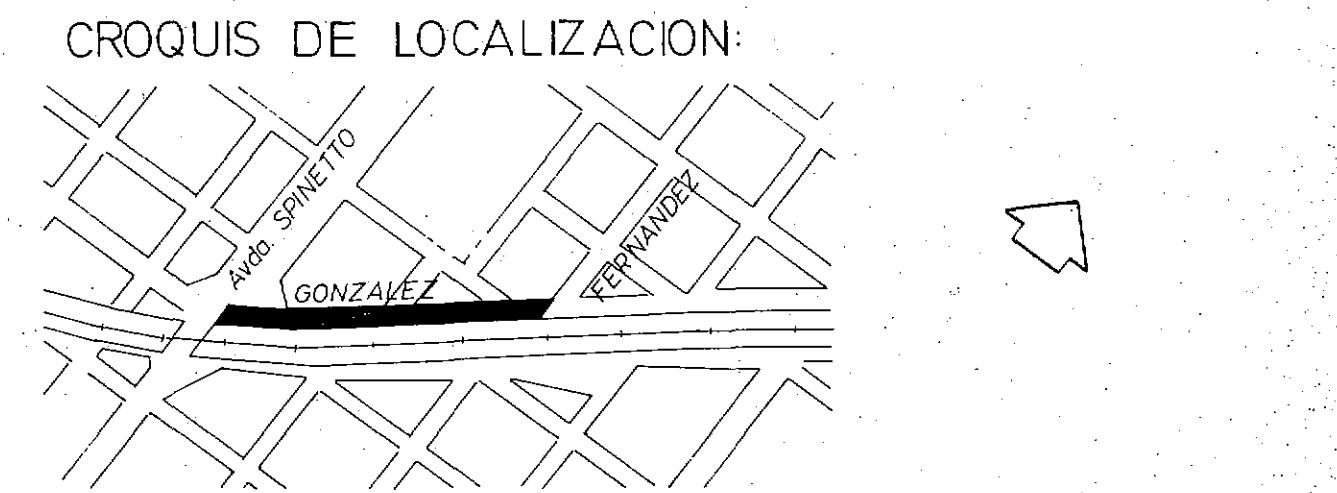 CROQUIS DE LOCALIZACION:
Avda. SPINETTO
FERNANDEZ
GONZALEZ